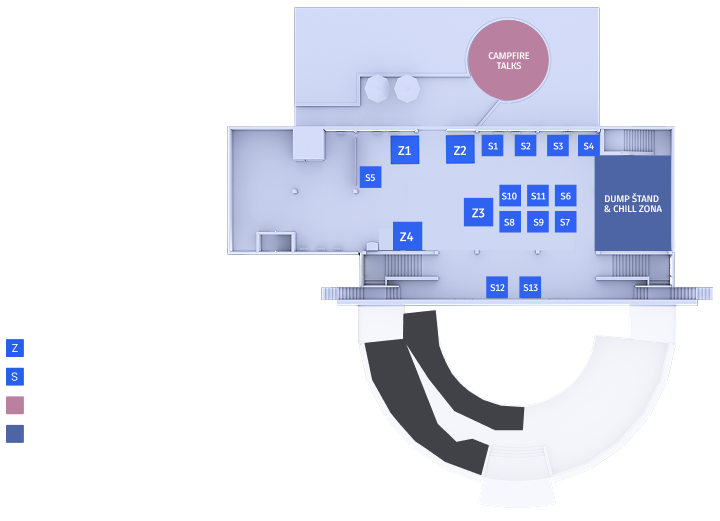 CAMPFIRE
TALKS
Z1
Z2
S1
S2
S3
S4
S5
S10
S11
S6
DUMP ŠTAND
& CHILL ZONA
Z3
S8
S9
S7
Z4
S12
S13
Z
S